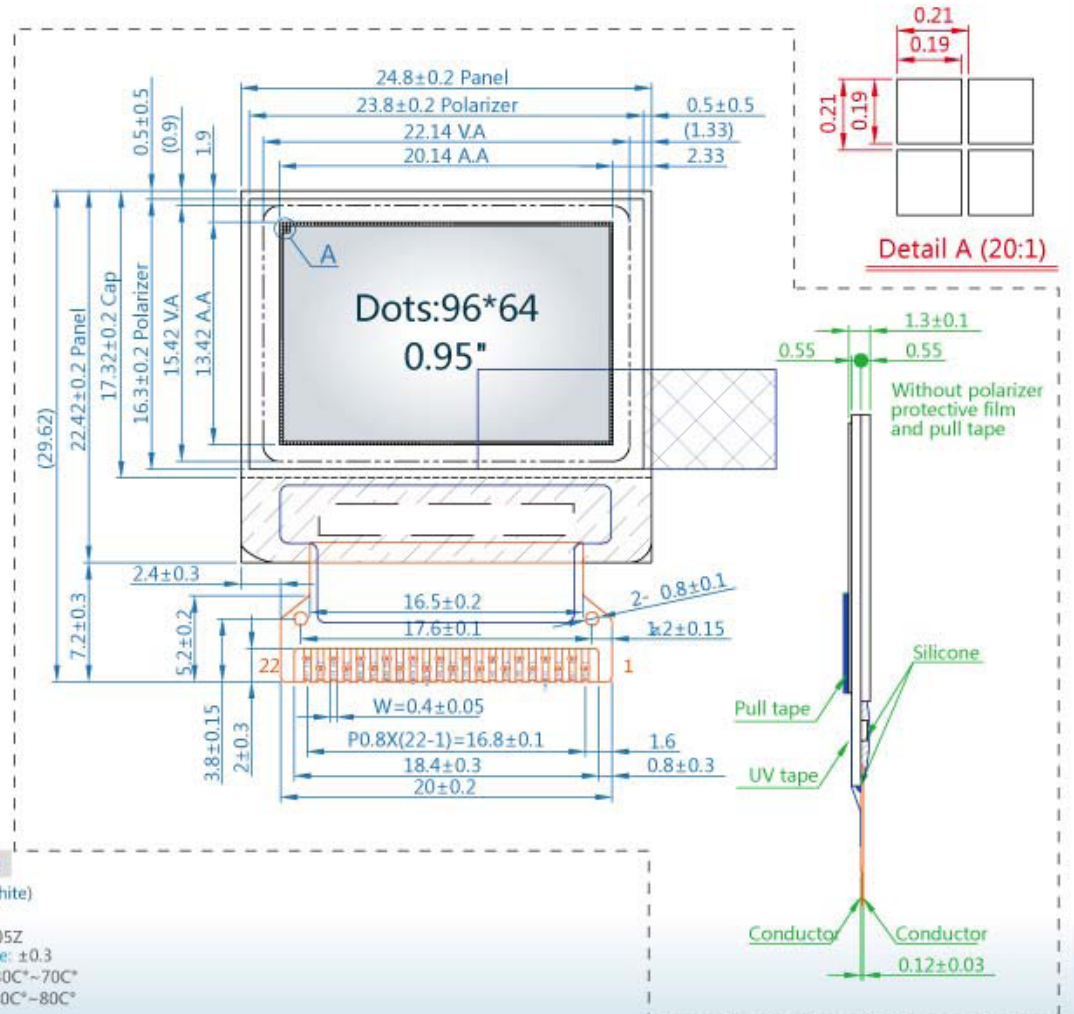 24.8±0.2 Panel
23.8±0.2 Polarizer
0.5±0.5
22.14 V.A
(1.33)
20.14 A.A
2.33
0.5±0.5
(0.9)
1.9
0.21
0.19
0.21
0.19
Detail A (20:1)
A
Dots:96*64
0.95"
(29.62)
22.42±0.2 Panel
17.32±0.2 Cap
16.3±0.2 Polarizer
15.42 V.A
13.42 A.A
1.3±0.1
0.55
0.55
Without polarizer
protective film
and pull tape
2.4±0.3
7.2±0.3
5.2±0.2
3.8±0.15
2±0.3
16.5±0.2
2- 0.8±0.1
17.6±0.1
22
1
W=0.4±0.05
P0.8X(22-1)=16.8±0.1
1.6
18.4±0.3
0.8±0.3
20±0.2
Silicone
Pull tape
UV tape
Conductor
Conductor
0.12±0.03
hite)
05Z
e: ±0.3
0C°~70C°
0C°~80C°